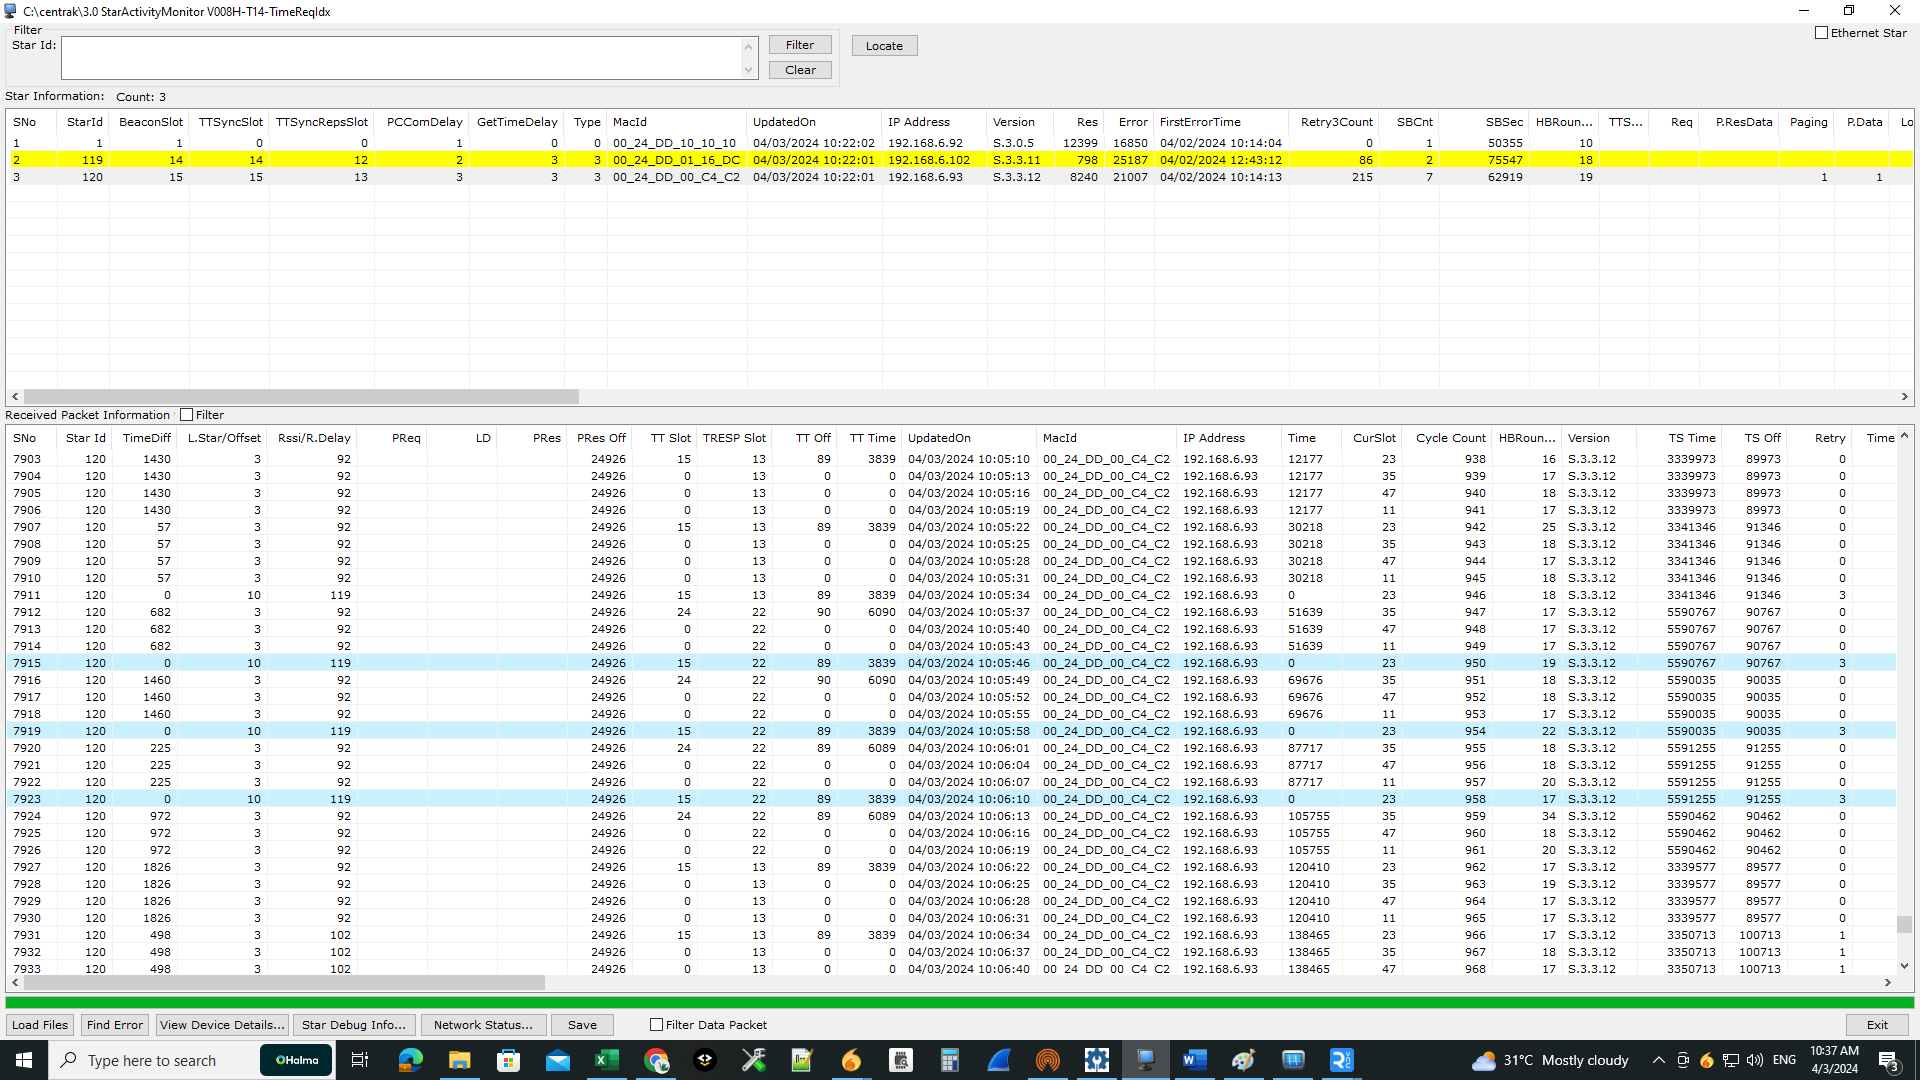 C:\centrak\3.0 StarActivityMonitor V008H-T14-TimeReqIdx
Filter
Star Id:
Filter
Clear
Locate
Ethernet Star
Star Information: Count: 3
SNo StarId BeaconSlot TTSyncSlot TTSyncRepsSlot PCComDelay GetTimeDelay Type MacId UpdatedOn IP Address Version Res Error FirstErrorTime Retry3Count SBCnt SBSec HBRoun... TTS... Req P.ResData Paging P.Data Lo
1 1 1 0 0 1 0 0 00_24_DD_10_10_10 04/03/2024 10:22:02 192.168.6.92 S.3.0.5 12399 16850 04/02/2024 10:14:04 0 1 50355 10
2 119 14 14 12 2 3 3 00_24_DD_01_16_DC 04/03/2024 10:22:01 192.168.6.102 S.3.3.11 798 25187 04/02/2024 12:43:12 86 2 75547 18
3 120 15 15 13 3 3 3 00_24_DD_00_C4_C2 04/03/2024 10:22:01 192.168.6.93 S.3.3.12 8240 21007 04/02/2024 10:14:13 215 7 62919 19 1 1
Received Packet Information Filter
SNo Star Id TimeDiff L.Star/Offset Rssi/R.Delay PReq LD PRes PRes Off TT Slot TRESP Slot TT Off TT Time UpdatedOn MacId IP Address Time CurSlot Cycle Count HBRoun... Version TS Time TS Off Retry Time
7903 120 1430 3 92 24926 15 13 89 3839 04/03/2024 10:05:10 00_24_DD_00_C4_C2 192.168.6.93 12177 23 938 16 S.3.3.12 3339973 89973 0
7904 120 1430 3 92 24926 0 13 0 0 04/03/2024 10:05:13 00_24_DD_00_C4_C2 192.168.6.93 12177 35 939 17 S.3.3.12 3339973 89973 0
7905 120 1430 3 92 24926 0 13 0 0 04/03/2024 10:05:16 00_24_DD_00_C4_C2 192.168.6.93 12177 47 940 18 S.3.3.12 3339973 89973 0
7906 120 1430 3 92 24926 0 13 0 0 04/03/2024 10:05:19 00_24_DD_00_C4_C2 192.168.6.93 12177 11 941 17 S.3.3.12 3339973 89973 0
7907 120 57 3 92 24926 15 13 89 3839 04/03/2024 10:05:22 00_24_DD_00_C4_C2 192.168.6.93 30218 23 942 25 S.3.3.12 3341346 91346 0
7908 120 57 3 92 24926 0 13 0 0 04/03/2024 10:05:25 00_24_DD_00_C4_C2 192.168.6.93 30218 35 943 18 S.3.3.12 3341346 91346 0
7909 120 57 3 92 24926 0 13 0 0 04/03/2024 10:05:28 00_24_DD_00_C4_C2 192.168.6.93 30218 47 944 17 S.3.3.12 3341346 91346 0
7910 120 57 3 92 24926 0 13 0 0 04/03/2024 10:05:31 00_24_DD_00_C4_C2 192.168.6.93 30218 11 945 18 S.3.3.12 3341346 91346 0
7911 120 0 10 119 24926 15 13 89 3839 04/03/2024 10:05:34 00_24_DD_00_C4_C2 192.168.6.93 0 23 946 18 S.3.3.12 3341346 91346 3
7912 120 682 3 92 24926 24 22 90 6090 04/03/2024 10:05:37 00_24_DD_00_C4_C2 192.168.6.93 51639 35 947 17 S.3.3.12 5590767 90767 0
7913 120 682 3 92 24926 0 22 0 0 04/03/2024 10:05:40 00_24_DD_00_C4_C2 192.168.6.93 51639 47 948 17 S.3.3.12 5590767 90767 0
7914 120 682 3 92 24926 0 22 0 0 04/03/2024 10:05:43 00_24_DD_00_C4_C2 192.168.6.93 51639 11 949 17 S.3.3.12 5590767 90767 0
7915 120 0 10 119 24926 15 22 89 3839 04/03/2024 10:05:46 00_24_DD_00_C4_C2 192.168.6.93 0 23 950 19 S.3.3.12 5590767 90767 3
7916 120 1460 3 92 24926 24 22 90 6090 04/03/2024 10:05:49 00_24_DD_00_C4_C2 192.168.6.93 69676 35 951 18 S.3.3.12 5590035 90035 0
7917 120 1460 3 92 24926 0 22 0 0 04/03/2024 10:05:52 00_24_DD_00_C4_C2 192.168.6.93 69676 47 952 18 S.3.3.12 5590035 90035 0
7918 120 1460 3 92 24926 0 22 0 0 04/03/2024 10:05:55 00_24_DD_00_C4_C2 192.168.6.93 69676 11 953 17 S.3.3.12 5590035 90035 0
7919 120 0 10 119 24926 15 22 89 3839 04/03/2024 10:05:58 00_24_DD_00_C4_C2 192.168.6.93 0 23 954 22 S.3.3.12 5590035 90035 3
7920 120 225 3 92 24926 24 22 89 6089 04/03/2024 10:06:01 00_24_DD_00_C4_C2 192.168.6.93 87717 35 955 18 S.3.3.12 5591255 91255 0
7921 120 225 3 92 24926 0 22 0 0 04/03/2024 10:06:04 00_24_DD_00_C4_C2 192.168.6.93 87717 47 956 18 S.3.3.12 5591255 91255 0
7922 120 225 3 92 24926 0 22 0 0 04/03/2024 10:06:07 00_24_DD_00_C4_C2 192.168.6.93 87717 11 957 20 S.3.3.12 5591255 91255 0
7923 120 0 10 119 24926 15 22 89 3839 04/03/2024 10:06:10 00_24_DD_00_C4_C2 192.168.6.93 0 23 958 17 S.3.3.12 5591255 91255 3
7924 120 972 3 92 24926 24 22 89 6089 04/03/2024 10:06:13 00_24_DD_00_C4_C2 192.168.6.93 105755 35 959 34 S.3.3.12 5590462 90462 0
7925 120 972 3 92 24926 0 22 0 0 04/03/2024 10:06:16 00_24_DD_00_C4_C2 192.168.6.93 105755 47 960 18 S.3.3.12 5590462 90462 0
7926 120 972 3 92 24926 0 22 0 0 04/03/2024 10:06:19 00_24_DD_00_C4_C2 192.168.6.93 105755 11 961 20 S.3.3.12 5590462 90462 0
7927 120 1826 3 92 24926 15 13 89 3839 04/03/2024 10:06:22 00_24_DD_00_C4_C2 192.168.6.93 120410 23 962 17 S.3.3.12 3339577 89577 0
7928 120 1826 3 92 24926 0 13 0 0 04/03/2024 10:06:25 00_24_DD_00_C4_C2 192.168.6.93 120410 35 963 19 S.3.3.12 3339577 89577 0
7929 120 1826 3 92 24926 0 13 0 0 04/03/2024 10:06:28 00_24_DD_00_C4_C2 192.168.6.93 120410 47 964 17 S.3.3.12 3339577 89577 0
7930 120 1826 3 92 24926 0 13 0 0 04/03/2024 10:06:31 00_24_DD_00_C4_C2 192.168.6.93 120410 11 965 17 S.3.3.12 3339577 89577 0
7931 120 498 3 102 24926 15 13 89 3839 04/03/2024 10:06:34 00_24_DD_00_C4_C2 192.168.6.93 138465 23 966 17 S.3.3.12 3350713 100713 1
7932 120 498 3 102 24926 0 13 0 0 04/03/2024 10:06:37 00_24_DD_00_C4_C2 192.168.6.93 138465 35 967 18 S.3.3.12 3350713 100713 1
7933 120 498 3 102 24926 0 13 0 0 04/03/2024 10:06:40 00_24_DD_00_C4_C2 192.168.6.93 138465 47 968 17 S.3.3.12 3350713 100713 1
Load Files Find Error View Device Details... Star Debug Info... Network Status... Save Filter Data Packet Exit
Type here to search Halma 31°C Mostly cloudy ENG 10:37 AM
4/3/2024 3